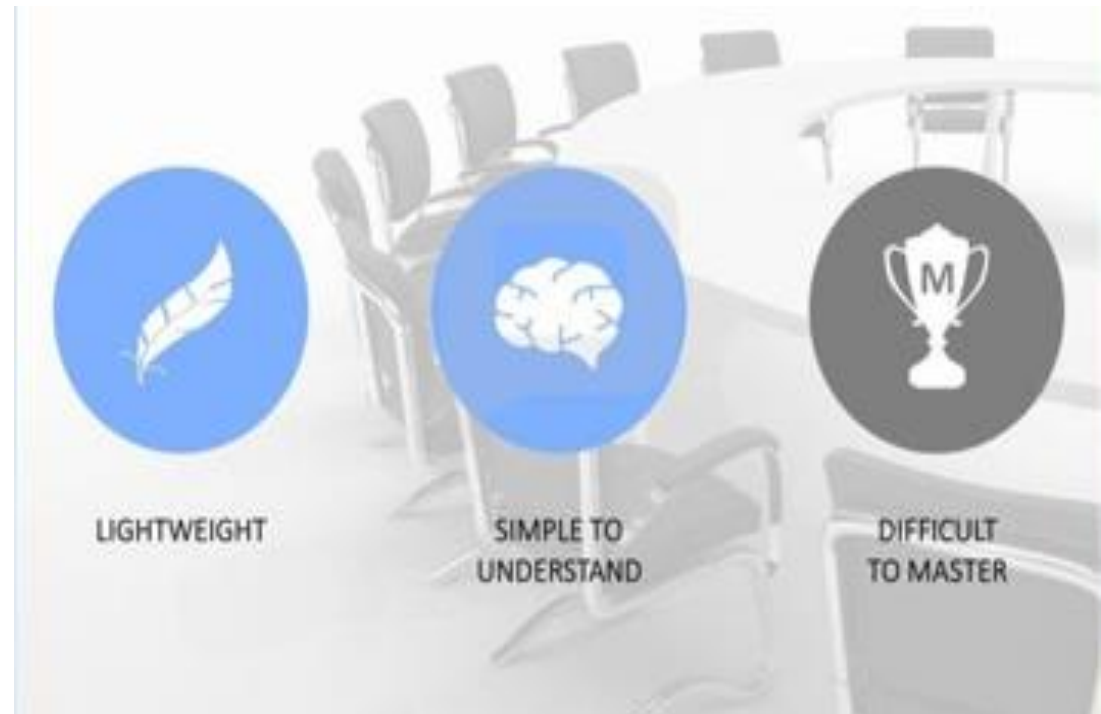 M
LIGHTWEIGHT
SIMPLE TO
UNDERSTAND
DIFFICULT
TO MASTER